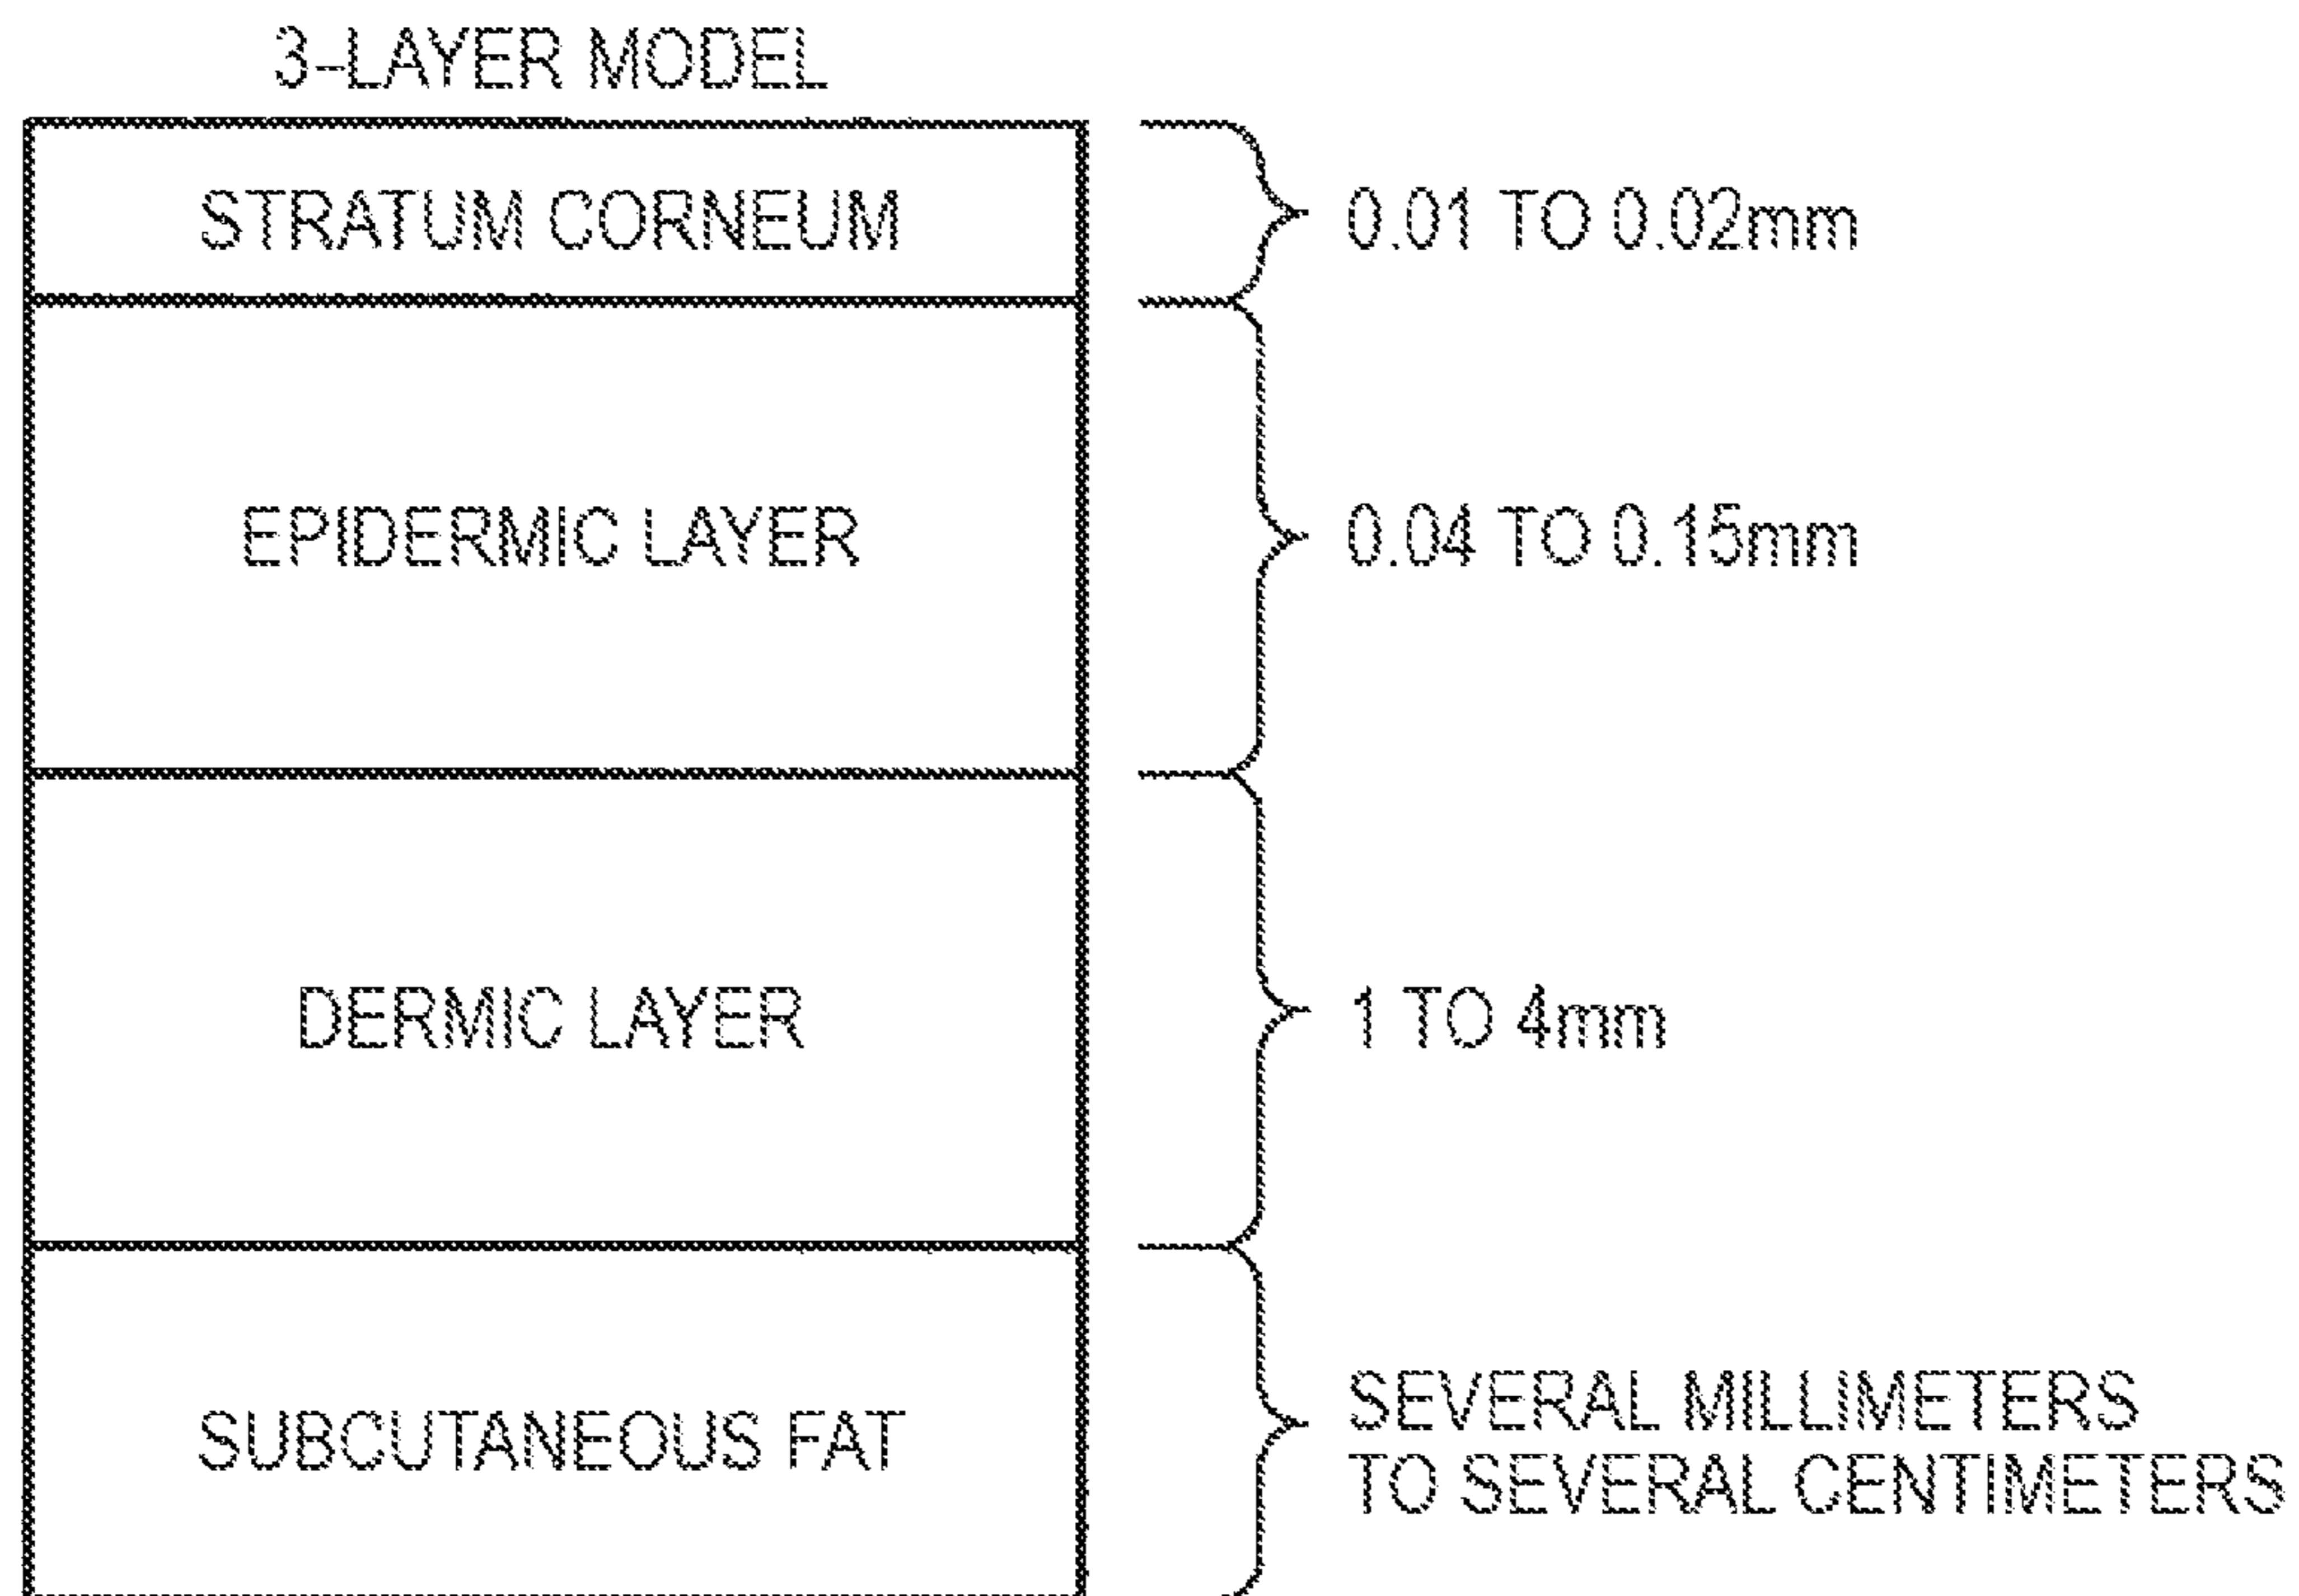 3-LAYER MODEL
STRATUM CORNEUM
0.01 TO 0.02mm
EPIDERMIC LAYER
0.04 TO 0.15mm
DERMIC LAYER
1 TO 4mm
SUBCUTANEOUS FAT
SEVERAL MILLIMETERS
TO SEVERAL CENTIMETERS